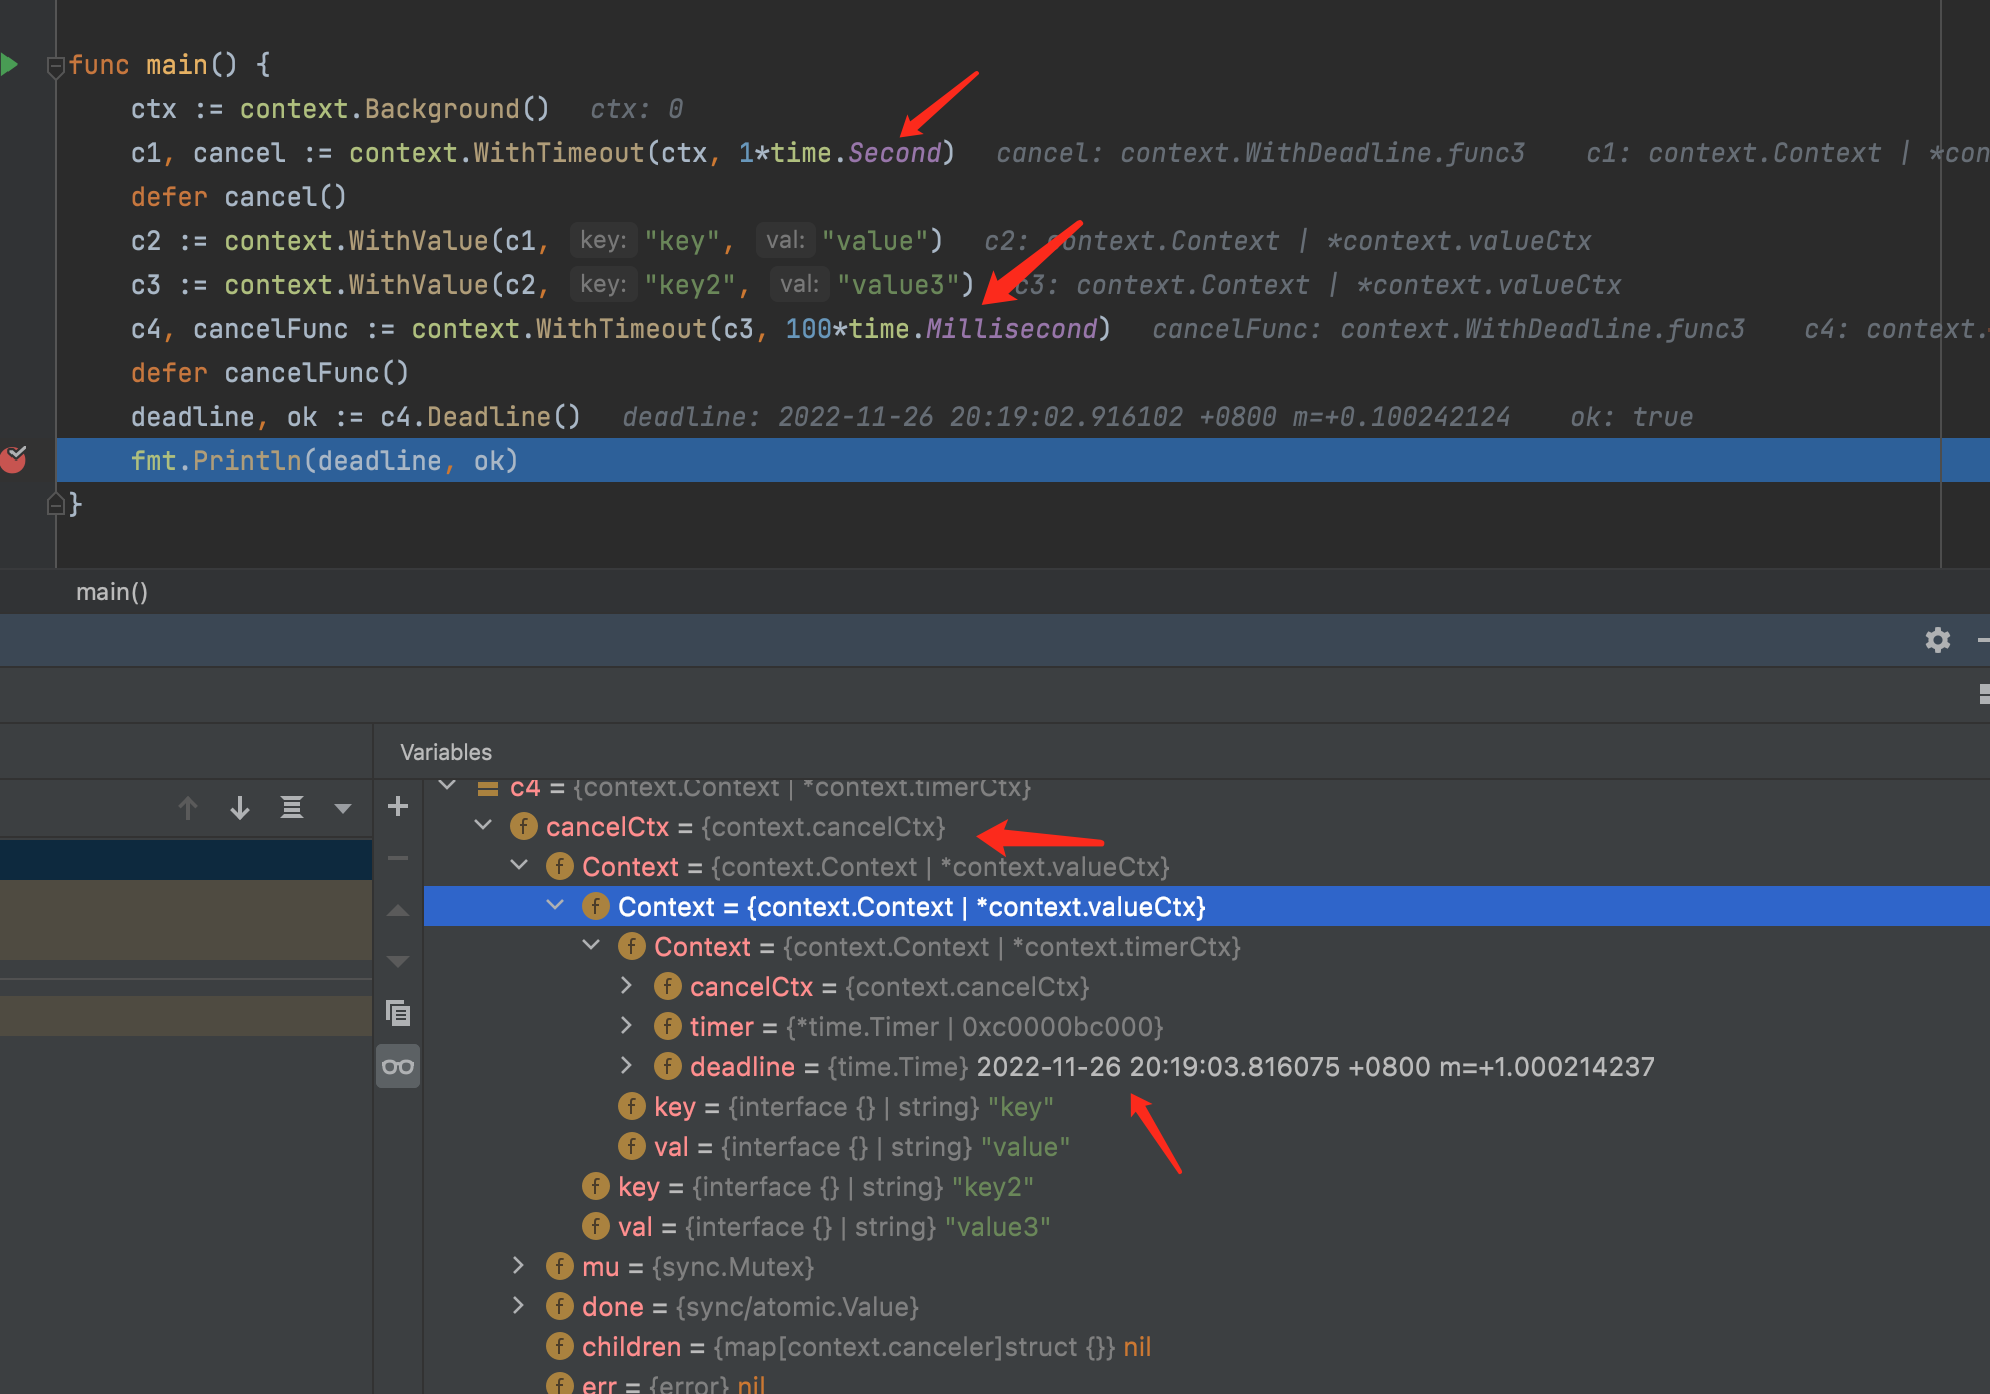 func main() {
ctx := context.Background() ctx: 0
c1, cancel := context.WithTimeout(ctx, 1*time.Second) cancel: context.WithDeadline.func3 c1: context.Context | *con
defer cancel()
c2 := context.WithValue(c1, key: "key", val: "value") c2: context.Context | *context.valueCtx
c3 := context.WithValue(c2, key: "key2", val: "value3") c3: context.Context | *context.valueCtx
c4, cancelFunc := context.WithTimeout(c3, 100*time.Millisecond) cancelFunc: context.WithDeadline.func3 c4: context.
defer cancelFunc()
deadline, ok := c4.Deadline() deadline: 2022-11-26 20:19:02.916102 +0800 m=+0.100242124 ok: true
fmt.Println(deadline, ok)
}
main()
Variables
c4 = {context.Context | *context.timerCtx}
cancelCtx = {context.cancelCtx}
Context = {context.Context | *context.valueCtx}
Context = {context.Context | *context.valueCtx}
Context = {context.Context | *context.timerCtx}
cancelCtx = {context.cancelCtx}
timer = {*time.Timer | 0xc0000bc000}
deadline = {time.Time} 2022-11-26 20:19:03.816075 +0800 m=+1.000214237
key = {interface {} | string} "key"
val = {interface {} | string} "value"
key = {interface {} | string} "key2"
val = {interface {} | string} "value3"
mu = {sync.Mutex}
done = {sync/atomic.Value}
children = {map[context.canceler]struct {}} nil
err = {error} nil